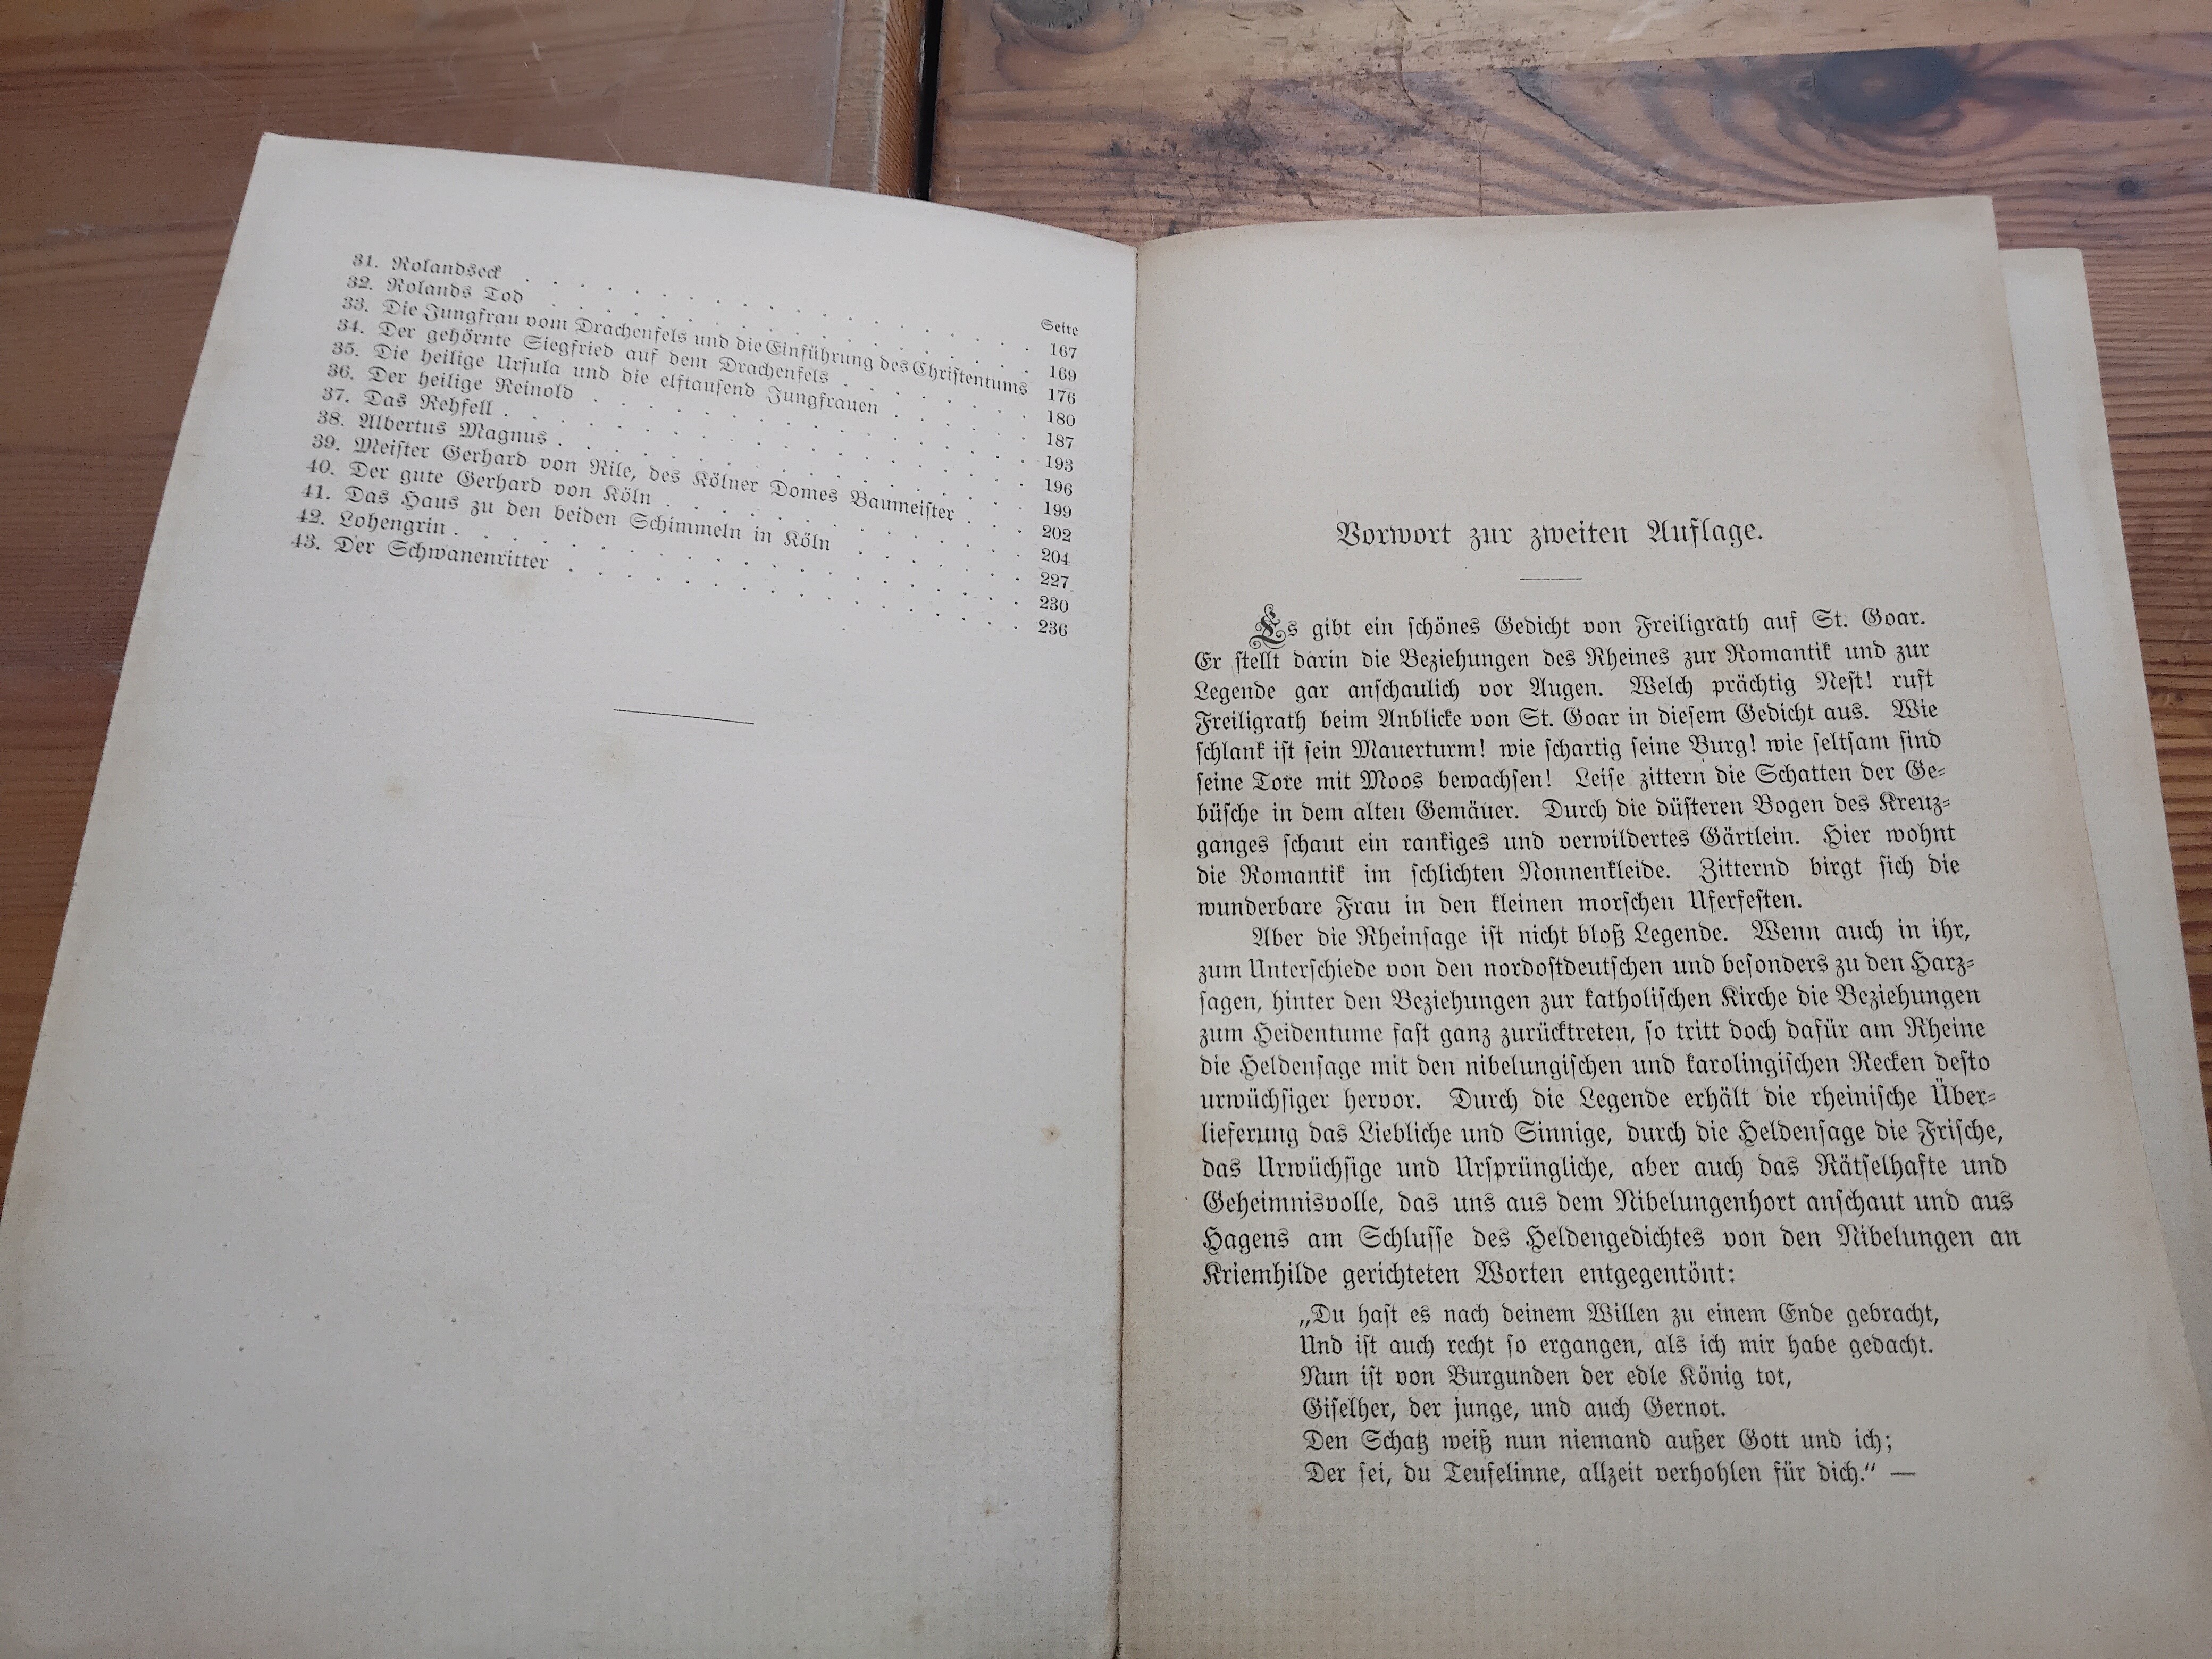 Seite
31. Rolandseck . . . . . . . . . . . . . . . . . . . 167
32. Rolands Tod . . . . . . . . . . . . . . . . . . 169
33. Die Jungfrau vom Drachenfels und die Einführung des Christentums 176
34. Der gehörnte Siegfried auf dem Drachenfels . . . . . . . 180
35. Die heilige Urſula und die elftauſend Jungfrauen . . . . . 187
36. Der heilige Reinold . . . . . . . . . . . . . . . . 193
37. Das Rehfell . . . . . . . . . . . . . . . . . . . 196
38. Albertus Magnus . . . . . . . . . . . . . . . . . 199
39. Meiſter Gerhard von Rile, des Kölner Domes Baumeiſter . . . 202
40. Der gute Gerhard von Köln . . . . . . . . . . . . . 204
41. Das Haus zu den beiden Schimmeln in Köln . . . . . . 227
42. Lohengrin . . . . . . . . . . . . . . . . . . . . 230
43. Der Schwanenritter . . . . . . . . . . . . . . . . 236
Vorwort zur zweiten Auflage.
Es gibt ein ſchönes Gedicht von Freiligrath auf St. Goar.
Er ſtellt darin die Beziehungen des Rheines zur Romantik und zur
Legende gar anſchaulich vor Augen. Welch prächtig Neſt! ruft
Freiligrath beim Anblicke von St. Goar in dieſem Gedicht aus. Wie
ſchlank iſt ſein Mauerturm! wie ſchartig ſeine Burg! wie ſeltſam ſind
ſeine Tore mit Moos bewachſen! Leiſe zittern die Schatten der Ge-
büſche in dem alten Gemäuer. Durch die düſteren Bogen des Kreuz-
ganges ſchaut ein rankiges und verwildertes Gärtlein. Hier wohnt
die Romantik im ſchlichten Nonnenkleide. Zitternd birgt ſich die
wunderbare Frau in den kleinen morſchen Uferfeſten.
Aber die Rheinſage iſt nicht bloß Legende. Wenn auch in ihr,
zum Unterſchiede von den nordoſtdeutſchen und beſonders zu den Harz-
ſagen, hinter den Beziehungen zur katholiſchen Kirche die Beziehungen
zum Heidentume faſt ganz zurücktreten, ſo tritt doch dafür am Rheine
die Heldenſage mit den nibelungiſchen und karolingiſchen Recken deſto
urwüchſiger hervor. Durch die Legende erhält die rheiniſche Über-
lieferung das Liebliche und Sinnige, durch die Heldenſage die Friſche,
das Urwüchſige und Urſprüngliche, aber auch das Rätſelhafte und
Geheimnisvolle, das uns aus dem Nibelungenhort anſchaut und aus
Hagens am Schluſſe des Heldengedichtes von den Nibelungen an
Kriemhilde gerichteten Worten entgegentönt:
„Du haſt es nach deinem Willen zu einem Ende gebracht,
Und iſt auch recht ſo ergangen, als ich mir habe gedacht.
Nun iſt von Burgunden der edle König tot,
Giſelher, der junge, und auch Gernot.
Den Schatz weiß nun niemand außer Gott und ich;
Der ſei, du Teufelinne, allzeit verhohlen für dich.“ —